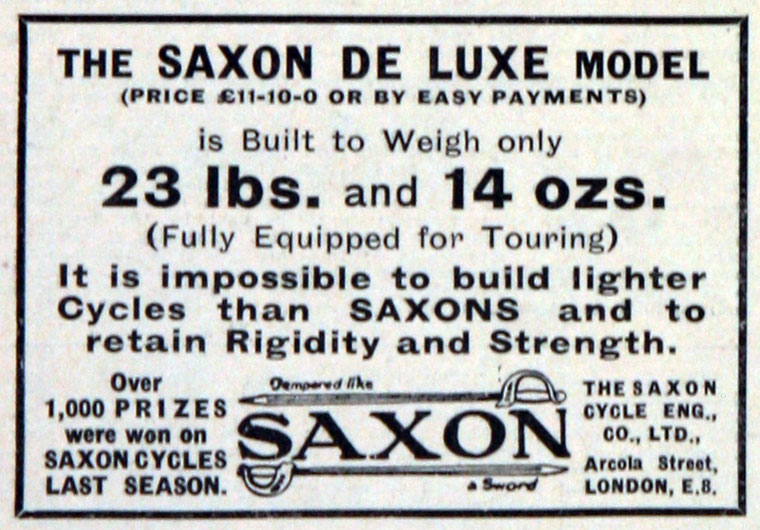 THE SAXON DE LUXE MODEL
(PRICE £11-10-0 OR BY EASY PAYMENTS)
is Built to Weigh only
23 lbs. and 14 ozs.
(Fully Equipped for Touring)
It is impossible to build lighter
Cycles than SAXONS and to
retain Rigidity and Strength.
Over
1,000 PRIZES
were won on
SAXON CYCLES
LAST SEASON.
Tempered like
SAXON
a Sword
THE SAXON
CYCLE ENG.,
CO., LTD.,
Arcola Street,
LONDON, E.8.